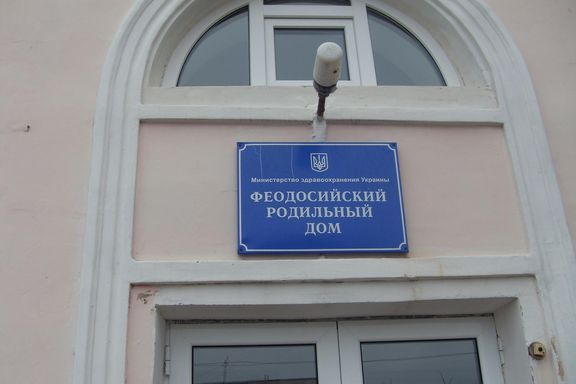 Министерство здравоохранения Украины
ФЕОДОСИЙСКИЙ
РОДИЛЬНЫЙ
ДОМ